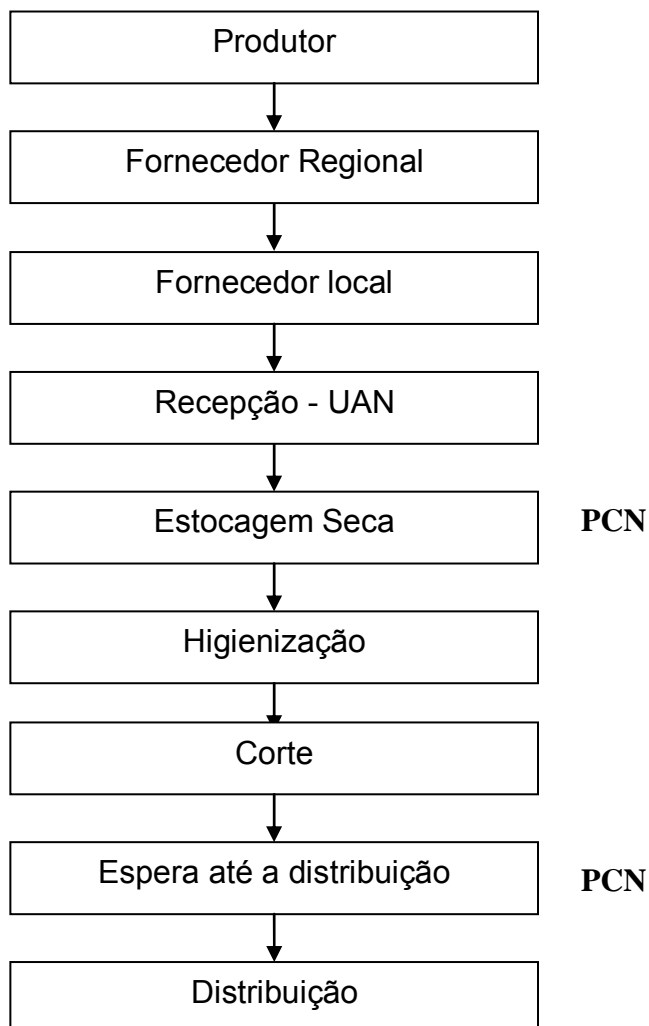 Produtor
Fornecedor Regional
Fornecedor local
Recepção - UAN
Estocagem Seca PCN
Higienização
Corte
Espera até a distribuição PCN
Distribuição